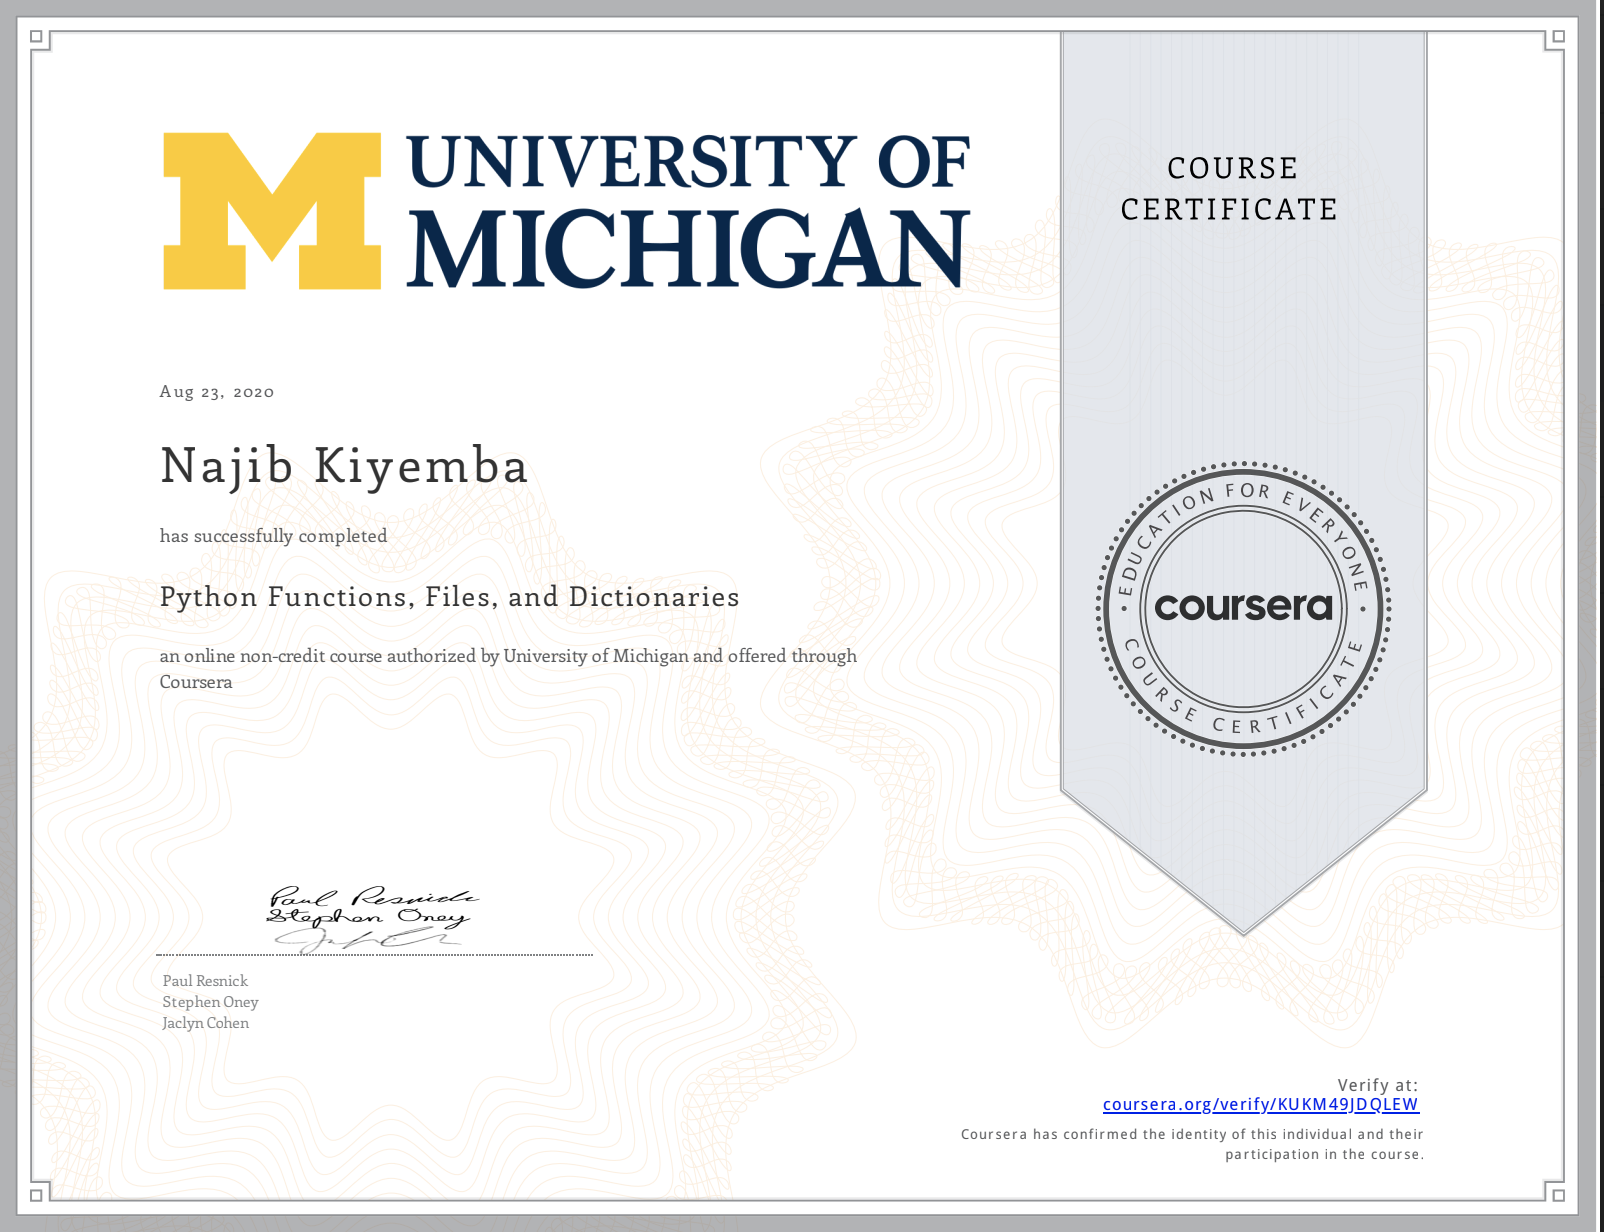 UNIVERSITY OF
MICHIGAN
COURSE
CERTIFICATE
Aug 23, 2020
Najib Kiyemba
has successfully completed
Python Functions, Files, and Dictionaries
an online non-credit course authorized by University of Michigan and offered through
Coursera
EDUCATION FOR EVERYONE
coursera
COURSE CERTIFICATE
Paul Resnick
Stephen Oney
Paul Resnick
Stephen Oney
Jaclyn Cohen
Verify at:
coursera.org/verify/KUKM49JDQLEW
Coursera has confirmed the identity of this individual and their
participation in the course.